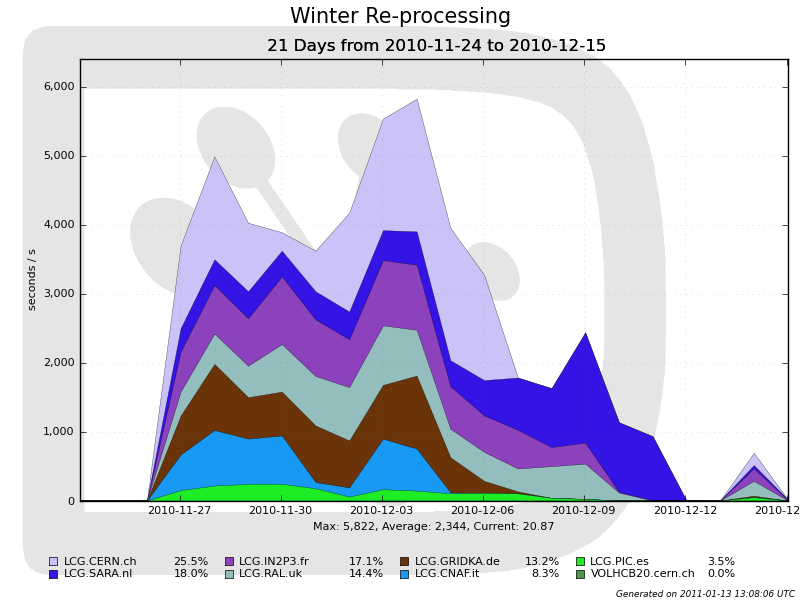 Winter Re-processing
21 Days from 2010-11-24 to 2010-12-15
6,000
5,000
4,000
3,000
2,000
1,000
0
seconds / s
2010-11-27 2010-11-30 2010-12-03 2010-12-06 2010-12-09 2010-12-12 2010-12
Max: 5,822, Average: 2,344, Current: 20.87
LCG.CERN.ch 25.5% LCG.IN2P3.fr 17.1% LCG.GRIDKA.de 13.2% LCG.PIC.es 3.5%
LCG.SARA.nl 18.0% LCG.RAL.uk 14.4% LCG.CNAF.it 8.3% VOLHCB20.cern.ch 0.0%
Generated on 2011-01-13 13:08:06 UTC